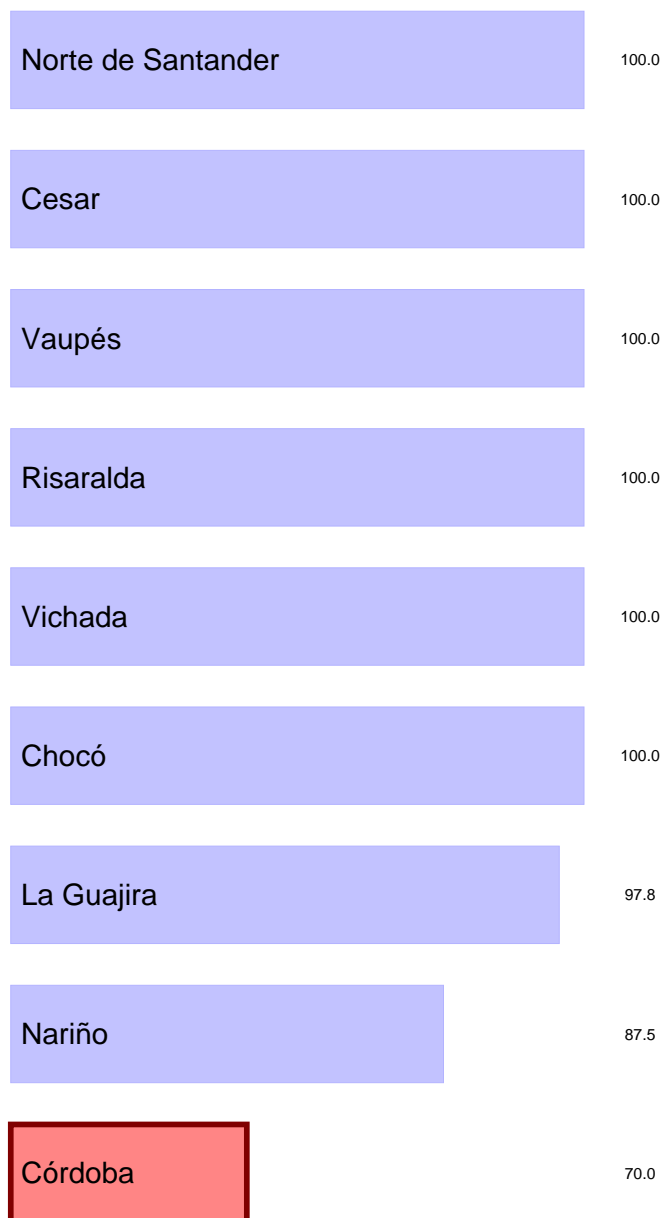 Norte de Santander 100.0
Cesar 100.0
Vaupés 100.0
Risaralda 100.0
Vichada 100.0
Chocó 100.0
La Guajira 97.8
Nariño 87.5
Córdoba 70.0